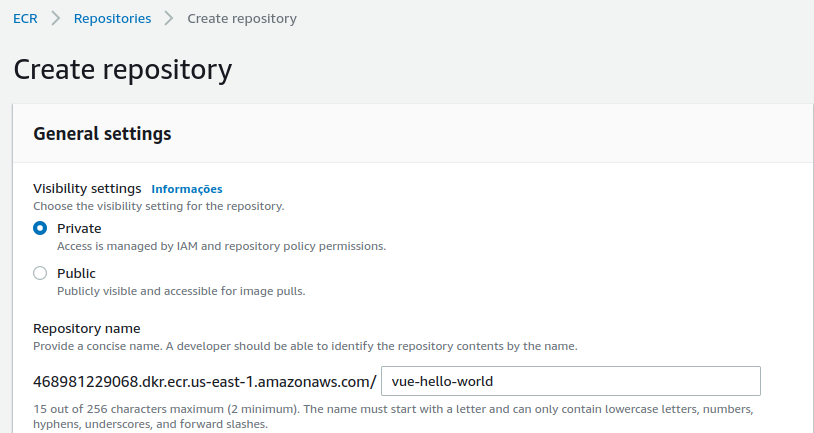 ECR > Repositories > Create repository
Create repository
General settings
Visibility settings Informações
Choose the visibility setting for the repository.
Private
Access is managed by IAM and repository policy permissions.
Public
Publicly visible and accessible for image pulls.
Repository name
Provide a concise name. A developer should be able to identify the repository contents by the name.
468981229068.dkr.ecr.us-east-1.amazonaws.com/ vue-hello-world
15 out of 256 characters maximum (2 minimum). The name must start with a letter and can only contain lowercase letters, numbers,
hyphens, underscores, and forward slashes.